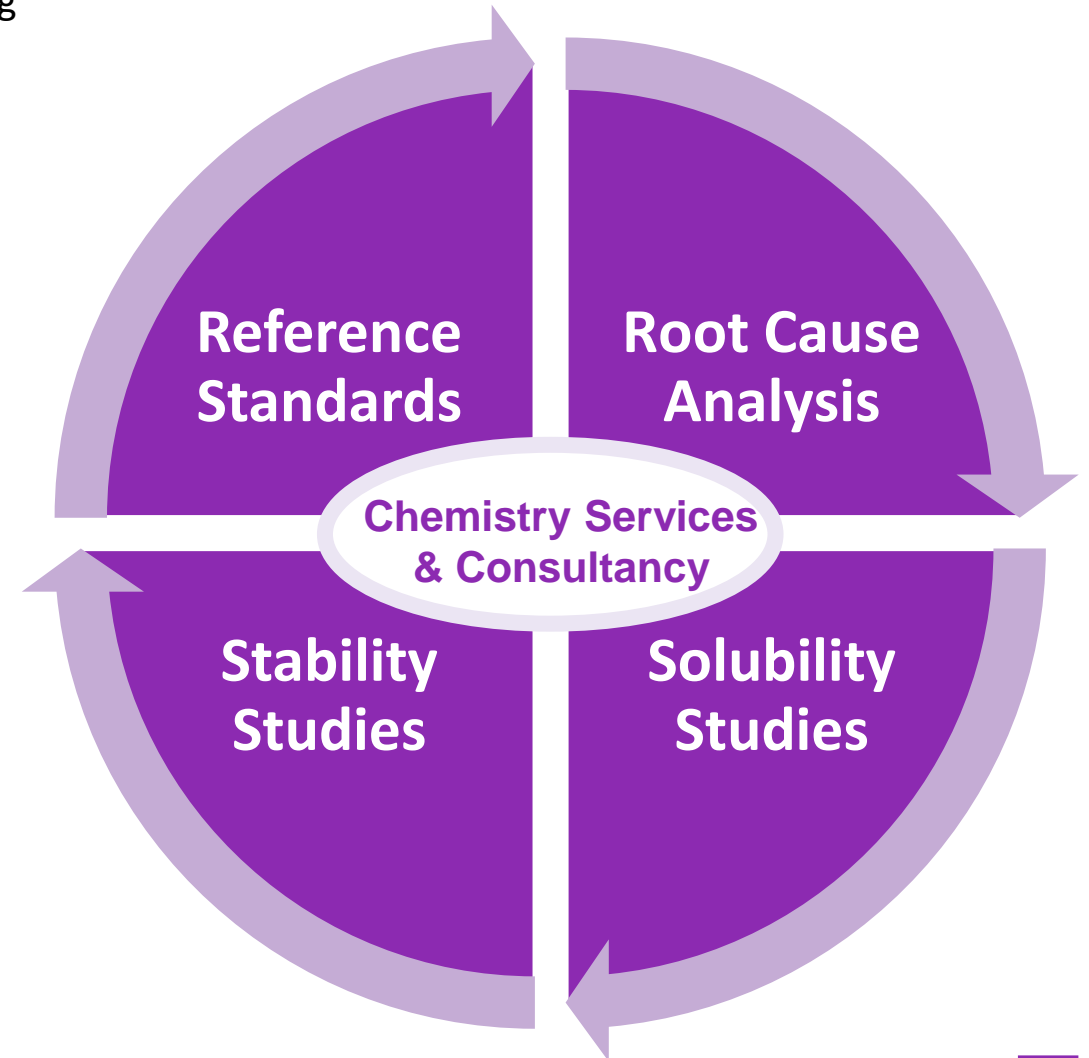 g
Reference
Standards
Root Cause
Analysis
Chemistry Services
& Consultancy
Stability
Studies
Solubility
Studies